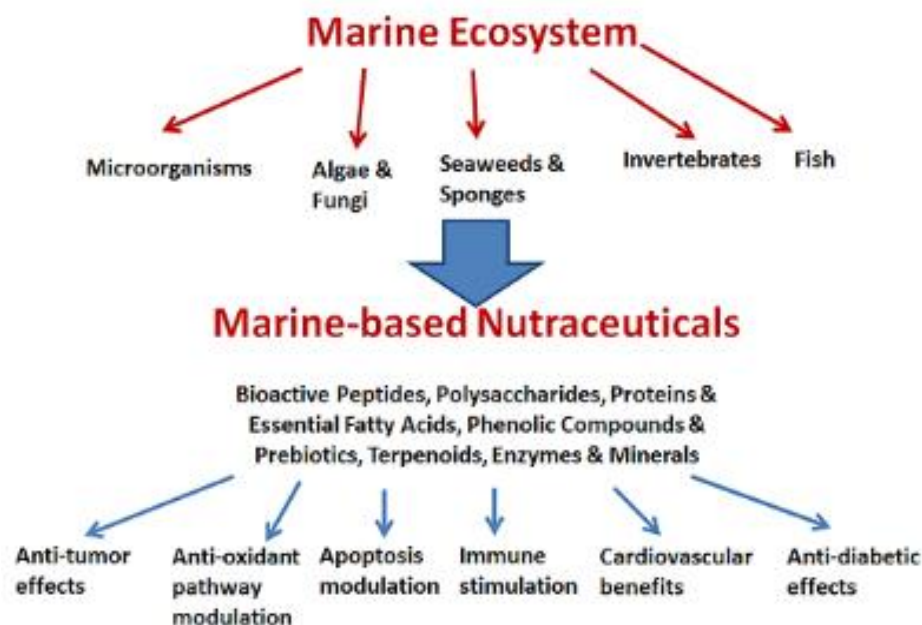 Marine Ecosystem
Microorganisms
Algae &
Fungi
Seaweeds &
Sponges
Invertebrates
Fish
Marine-based Nutraceuticals
Bioactive Peptides, Polysaccharides, Proteins &
Essential Fatty Acids, Phenolic Compounds &
Prebiotics, Terpenoids, Enzymes & Minerals
Anti-tumor
effects
Anti-oxidant
pathway
modulation
Apoptosis
modulation
Immune
stimulation
Cardiovascular
benefits
Anti-diabetic
effects